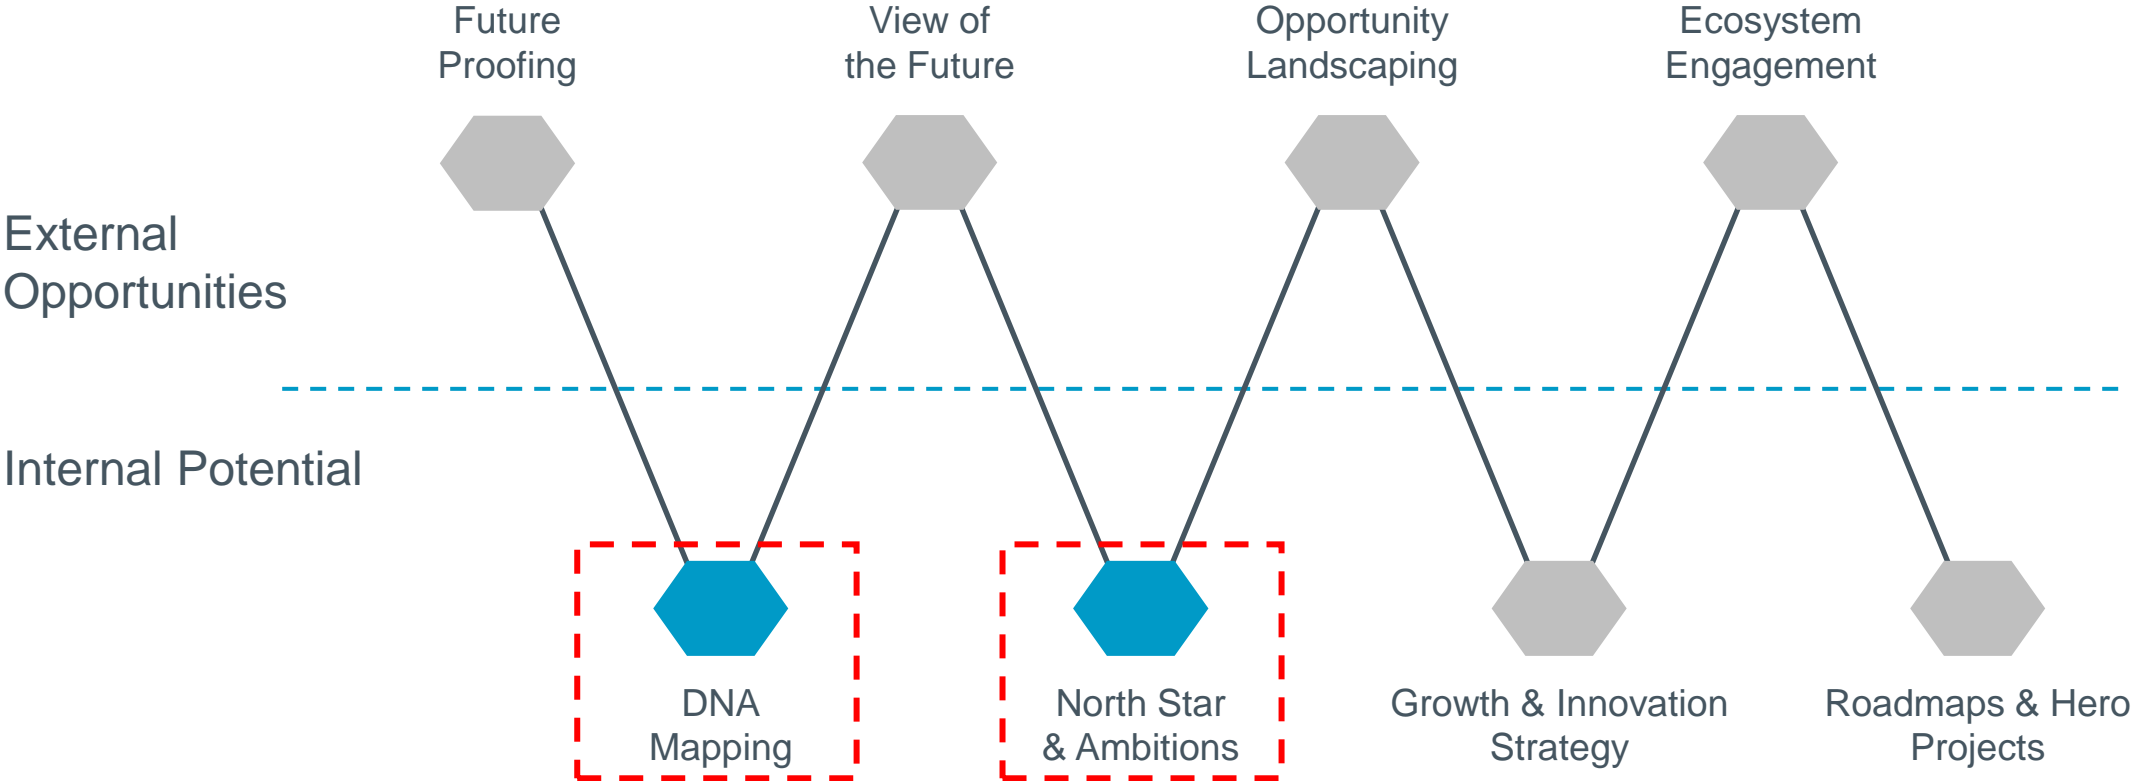 Future
Proofing
View of
the Future
Opportunity
Landscaping
Ecosystem
Engagement
External
Opportunities
Internal Potential
DNA
Mapping
North Star
& Ambitions
Growth & Innovation
Strategy
Roadmaps & Hero
Projects